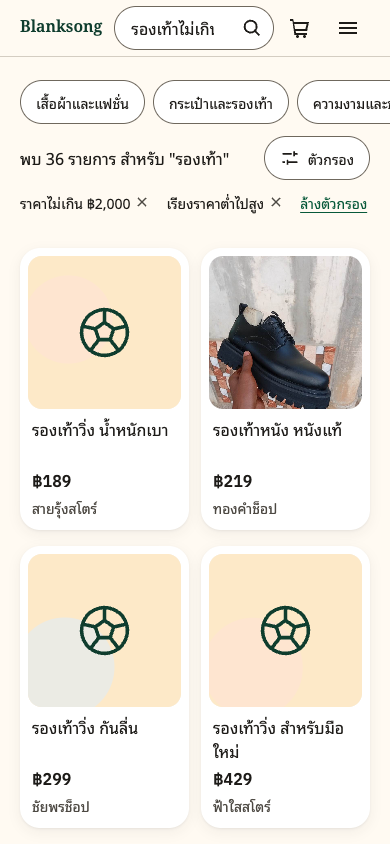 Blanksong
รองเท้าไม่เกิน
เสื้อผ้าและแฟชั่น
กระเป๋าและรองเท้า
ความงามและ
พบ 36 รายการ สำหรับ "รองเท้า"
ตัวกรอง
ราคาไม่เกิน ฿2,000
เรียงราคาต่ำไปสูง
ล้างตัวกรอง
รองเท้าวิ่ง น้ำหนักเบา
฿189
สายรุ้งสโตร์
รองเท้าหนัง หนังแท้
฿219
ทองคำช็อป
รองเท้าวิ่ง กันลื่น
฿299
ชัยพรช็อป
รองเท้าวิ่ง สำหรับมือ
ใหม่
฿429
ฟ้าใสสโตร์